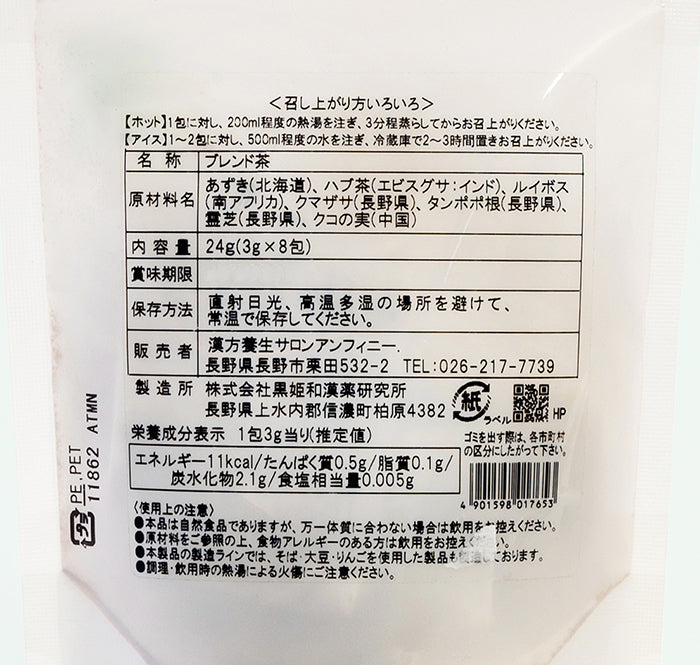 <召し上がり方いろいろ>
【ホット】1包に対し、200ml程度の熱湯を注ぎ、3分程蒸らしてからお召上がりください。
【アイス】1〜2包に対し、500ml程度の水を注ぎ、冷蔵庫で2〜3時間置きお召上がりください。
名称 ブレンド茶
原材料名 あずき(北海道)、ハブ茶(エビスグサ:インド)、ルイボス
(南アフリカ)、クマザサ(長野県)、タンポポ根(長野県)、
霊芝(長野県)、クコの実(中国)
内容量 24g(3g×8包)
賞味期限
保存方法 直射日光、高温多湿の場所を避けて、
常温で保存してください。
販売者 漢方養生サロンアンフィニー.
長野県長野市栗田532-2 TEL:026-217-7739
製造所 株式会社黒姫和漢薬研究所
長野県上水内郡信濃町柏原4382
紙 ラベル HP
栄養成分表示 1包3g当り(推定値)
エネルギー11kcal/たんぱく質0.5g/脂質0.1g/
炭水化物2.1g/食塩相当量0.005g
ゴミを出す際は、各市町村
の区分にしたがって下さい。
4 901598 017653
〈使用上の注意〉
●本品は自然食品でありますが、万一体質に合わない場合は飲用をお控えください。
●原材料をご参照の上、食物アレルギーのある方は飲用をお控えください。
●本製品の製造ラインでは、そば・大豆・りんごを使用した製品も製造しております。
●調理・飲用時の熱湯による火傷にご注意ください。
PE,PET
11862 ATMN